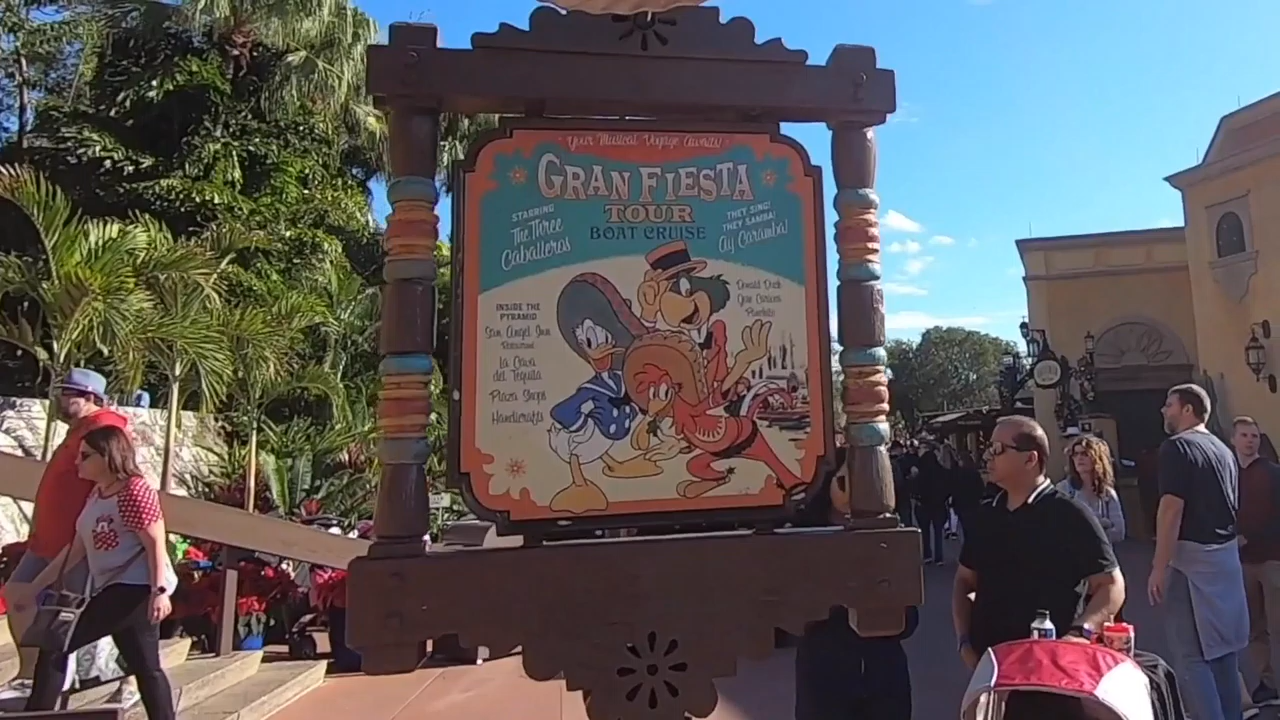 Your Musical Voyage Awaits!
GRAN FIESTA
TOUR
BOAT CRUISE
STARRING
The Three
Caballeros
THEY SING!
THEY SAMBA!
Ay Caramba!
INSIDE THE
PYRAMID
San Angel Inn
Restaurant
La Cava
del Tequila
Plaza Shops
Handicrafts
Donald Duck
José Carioca
Panchito